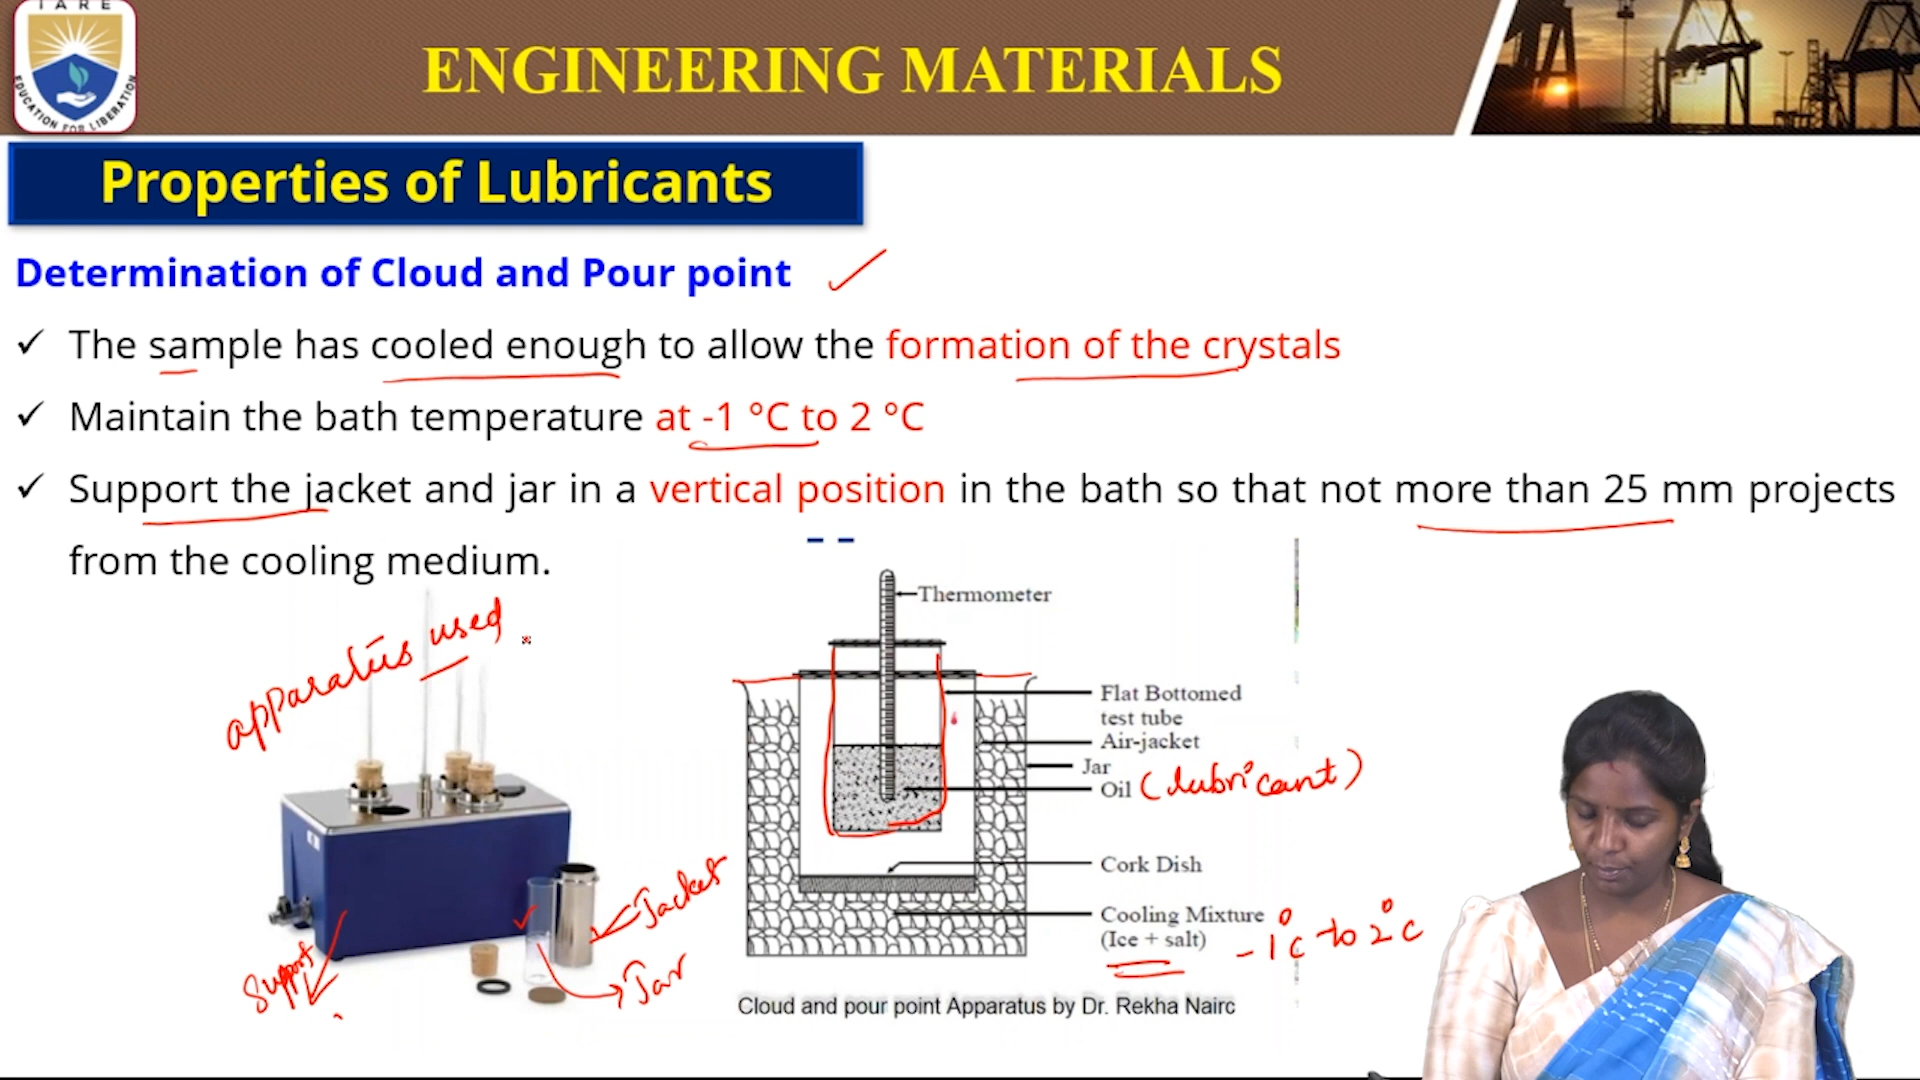 IARE
EDUCATION FOR LIBERATION
ENGINEERING MATERIALS
Properties of Lubricants
Determination of Cloud and Pour point
✓ The sample has cooled enough to allow the formation of the crystals
✓ Maintain the bath temperature at -1 °C to 2 °C
✓ Support the jacket and jar in a vertical position in the bath so that not more than 25 mm projects
from the cooling medium.
apparatus used
Support
Jacket
Jar
Thermometer
Flat Bottomed
test tube
Air-jacket
Jar
Oil (lubricant)
Cork Dish
Cooling Mixture
(Ice + salt)
-1°C to 2°C
Cloud and pour point Apparatus by Dr. Rekha Nairc